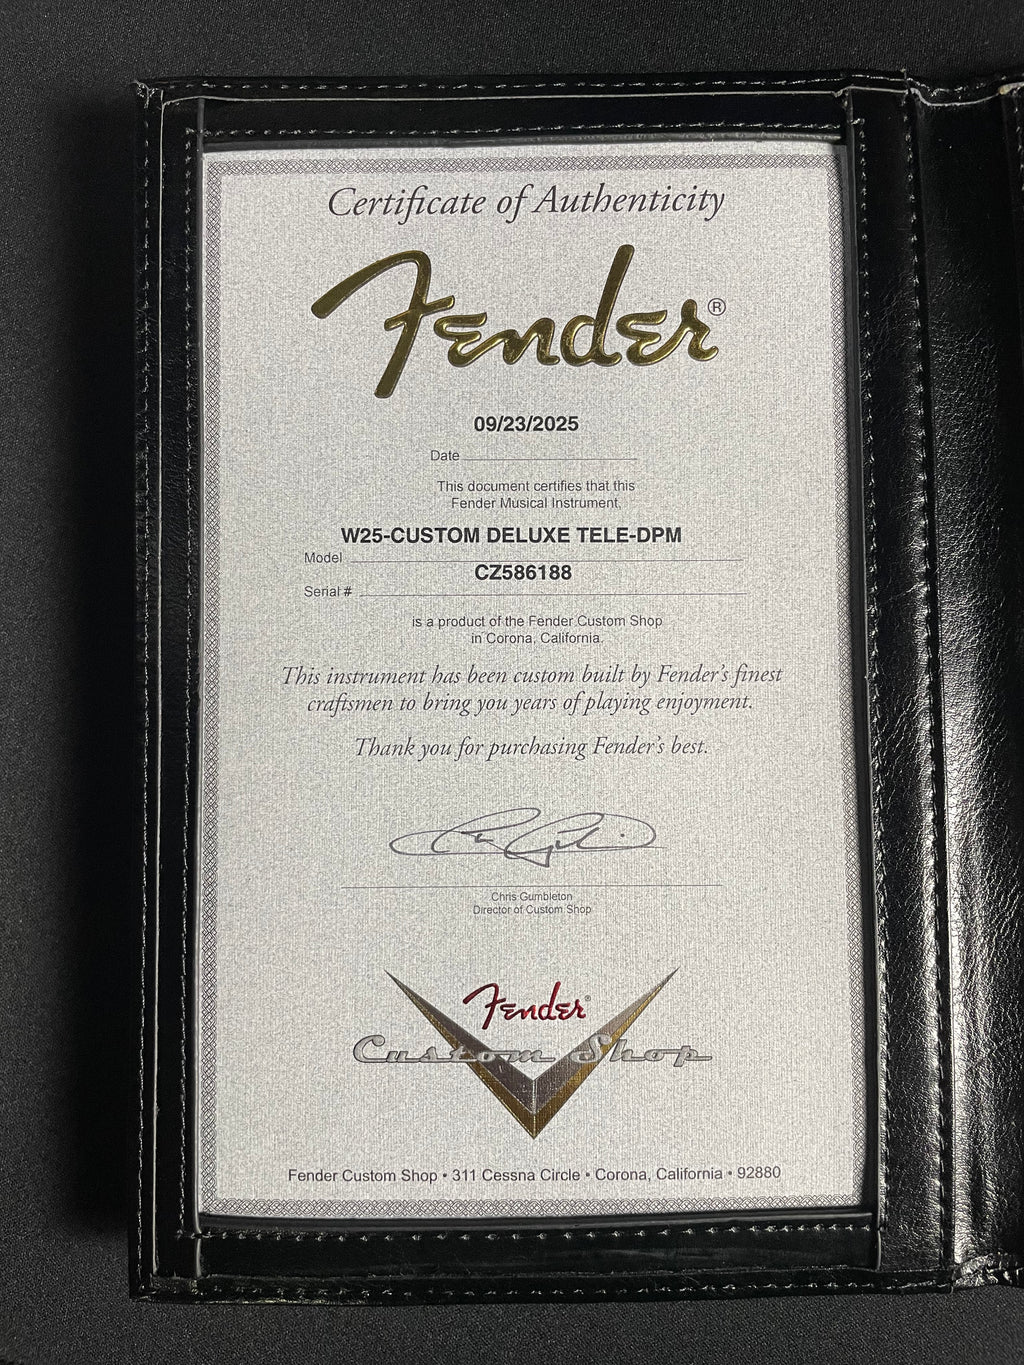 Certificate of Authenticity
Fender®
09/23/2025
Date
This document certifies that this
Fender Musical Instrument,
W25-CUSTOM DELUXE TELE-DPM
Model
CZ586188
Serial #
is a product of the Fender Custom Shop
in Corona, California.
This instrument has been custom built by Fender's finest
craftsmen to bring you years of playing enjoyment.
Thank you for purchasing Fender's best.
Chris Gumbleton
Director of Custom Shop
Fender®
Custom Shop
Fender Custom Shop • 311 Cessna Circle • Corona, California • 92880